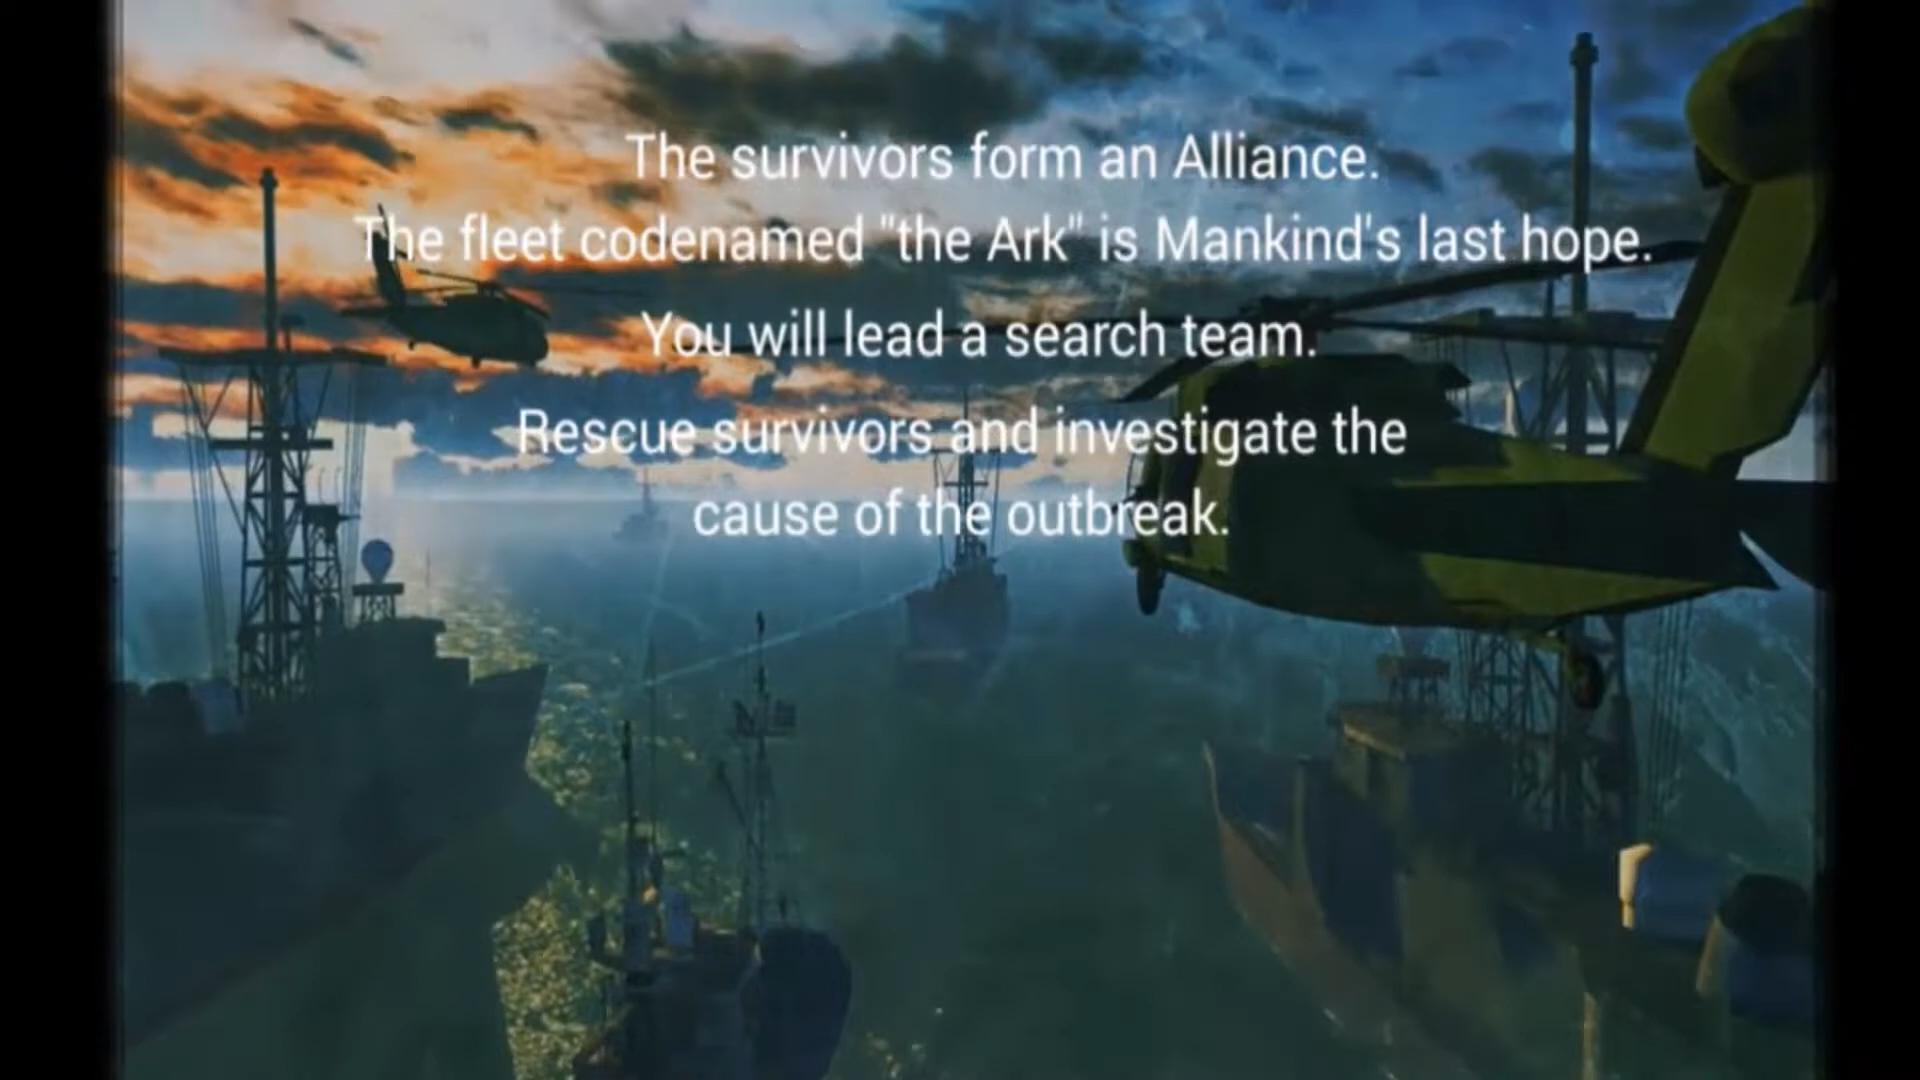 The survivors form an Alliance.
The fleet codenamed "the Ark" is Mankind's last hope.
You will lead a search team.
Rescue survivors and investigate the
cause of the outbreak.